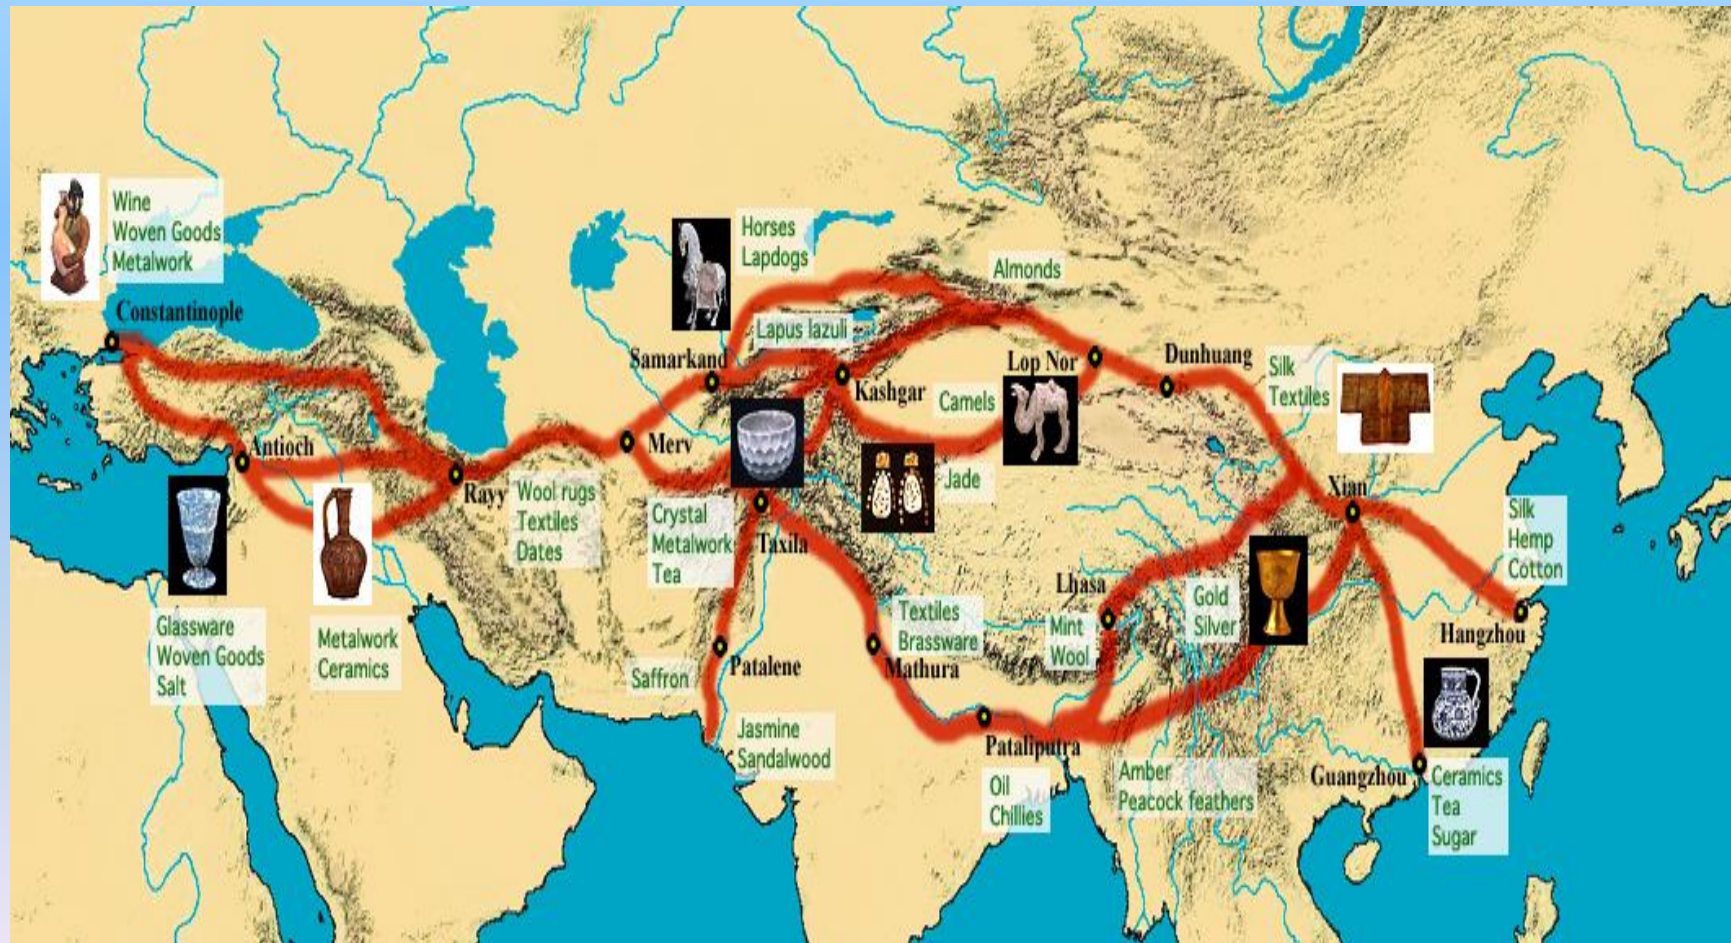 Wine
Woven Goods
Metalwork
Constantinople
Antioch
Glassware
Woven Goods
Salt
Metalwork
Ceramics
Rayy
Wool rugs
Textiles
Dates
Merv
Samarkand
Horses
Lapdogs
Lapus lazuli
Almonds
Kashgar
Camels
Lop Nor
Jade
Dunhuang
Silk
Textiles
Crystal
Metalwork
Tea
Taxila
Patalene
Saffron
Jasmine
Sandalwood
Textiles
Brassware
Mathura
Pataliputra
Oil
Chillies
Lhasa
Mint
Wool
Gold
Silver
Amber
Peacock feathers
Xian
Silk
Hemp
Cotton
Hangzhou
Guangzhou
Ceramics
Tea
Sugar